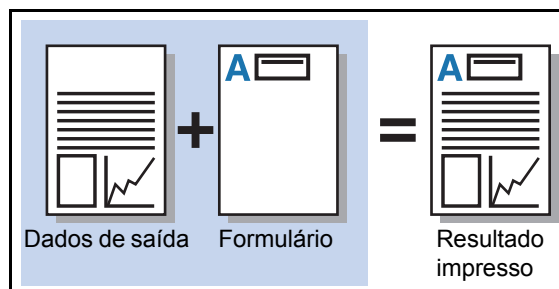 A
A
+
=
Dados de saída
Formulário
Resultado
impresso